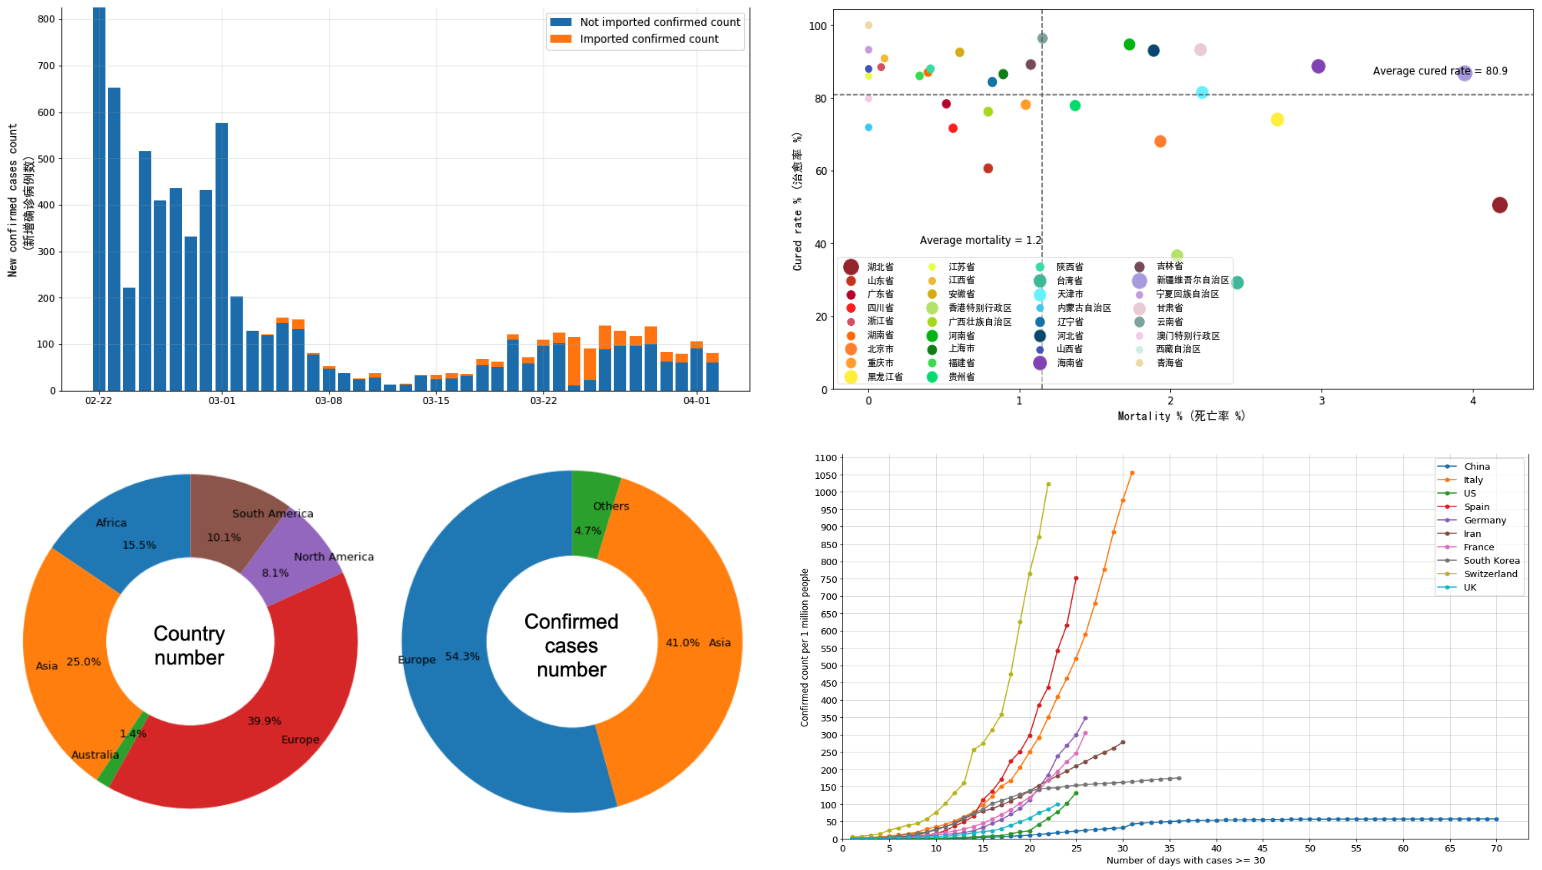 New confirmed cases count
(新增确诊病例数)
800
700
600
500
400
300
200
100
0
02-22
03-01
03-08
03-15
03-22
04-01
Not imported confirmed count
Imported confirmed count
Cured rate % (治愈率 %)
100
80
60
40
20
0
0
1
2
3
4
Mortality % (死亡率 %)
Average cured rate = 80.9
Average mortality = 1.2
湖北省
山东省
广东省
四川省
浙江省
湖南省
北京市
重庆市
黑龙江省
江苏省
江西省
安徽省
香港特别行政区
广西壮族自治区
河南省
上海市
福建省
贵州省
陕西省
台湾省
天津市
内蒙古自治区
辽宁省
河北省
山西省
海南省
吉林省
新疆维吾尔自治区
宁夏回族自治区
甘肃省
云南省
澳门特别行政区
西藏自治区
青海省
Country
number
Africa
15.5%
South America
10.1%
North America
8.1%
Asia
25.0%
Australia
1.4%
Europe
39.9%
Confirmed
cases
number
Others
4.7%
Asia
41.0%
Europe
54.3%
Confirmed count per 1 million people
1100
1050
1000
950
900
850
800
750
700
650
600
550
500
450
400
350
300
250
200
150
100
50
0
0
5
10
15
20
25
30
35
40
45
50
55
60
65
70
Number of days with cases >= 30
China
Italy
US
Spain
Germany
Iran
France
South Korea
Switzerland
UK